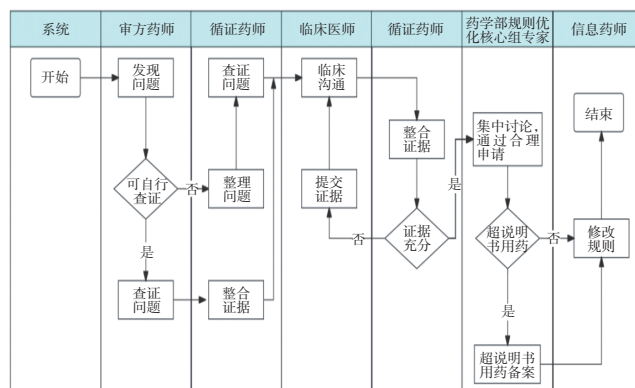 系统
审方药师
循证药师
临床医师
循证药师
药学部规则优
化核心组专家
信息药师
开始
发现
问题
查证
问题
临床
沟通
整合
证据
集中讨论，
通过合理
申请
结束
可自行
查证
否
整理
问题
提交
证据
是
证据
充分
否
超说明
书用药
否
修改
规则
是
查证
问题
整合
证据
是
超说明书
用药备案